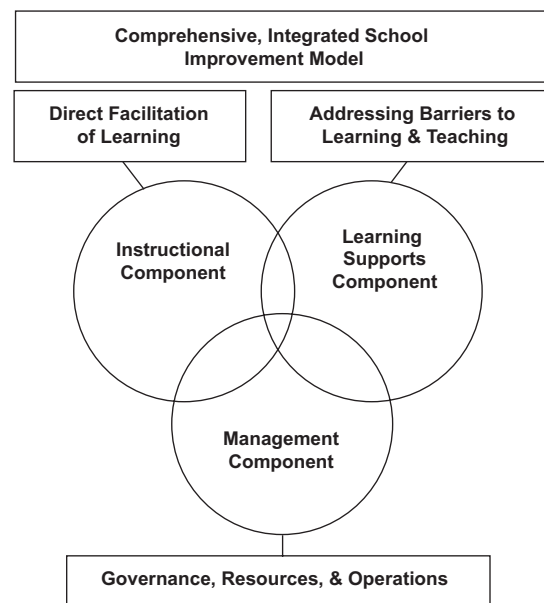 Comprehensive, Integrated School
Improvement Model
Direct Facilitation
of Learning
Addressing Barriers to
Learning & Teaching
Instructional
Component
Learning
Supports
Component
Management
Component
Governance, Resources, & Operations